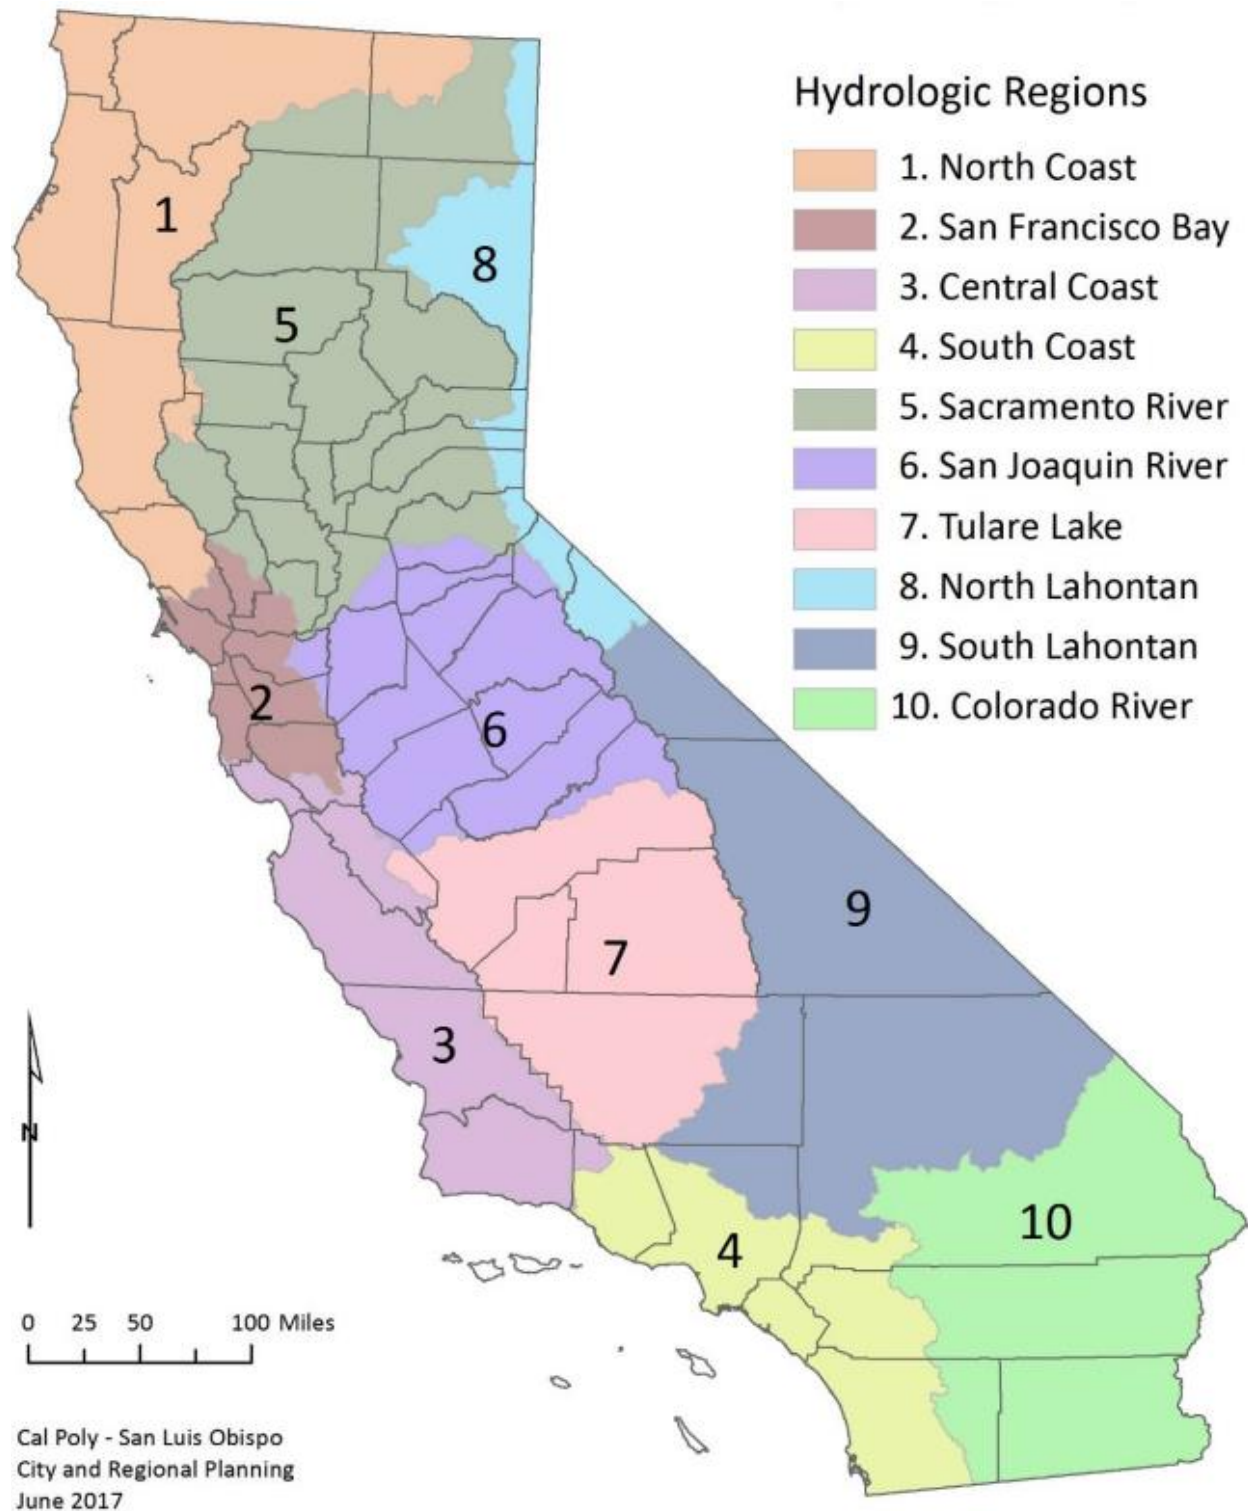 Hydrologic Regions
1. North Coast
2. San Francisco Bay
3. Central Coast
4. South Coast
5. Sacramento River
6. San Joaquin River
7. Tulare Lake
8. North Lahontan
9. South Lahontan
10. Colorado River
1
8
5
2
6
9
7
3
10
4
N
0 25 50 100 Miles
Cal Poly - San Luis Obispo
City and Regional Planning
June 2017